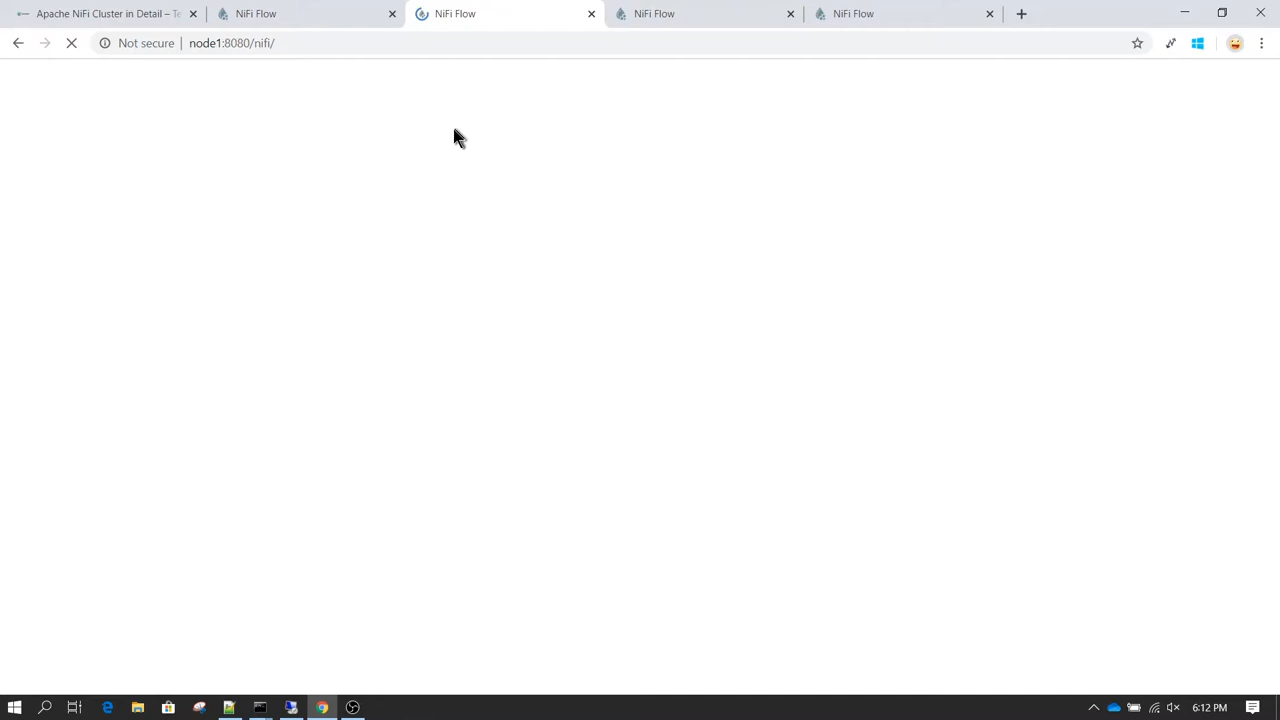 Apache NiFi Cluster in Detail – Te
NiFi Flow
NiFi Flow
NiFi Flow
NiFi Flow
Not secure
node1:8080/nifi/
6:12 PM